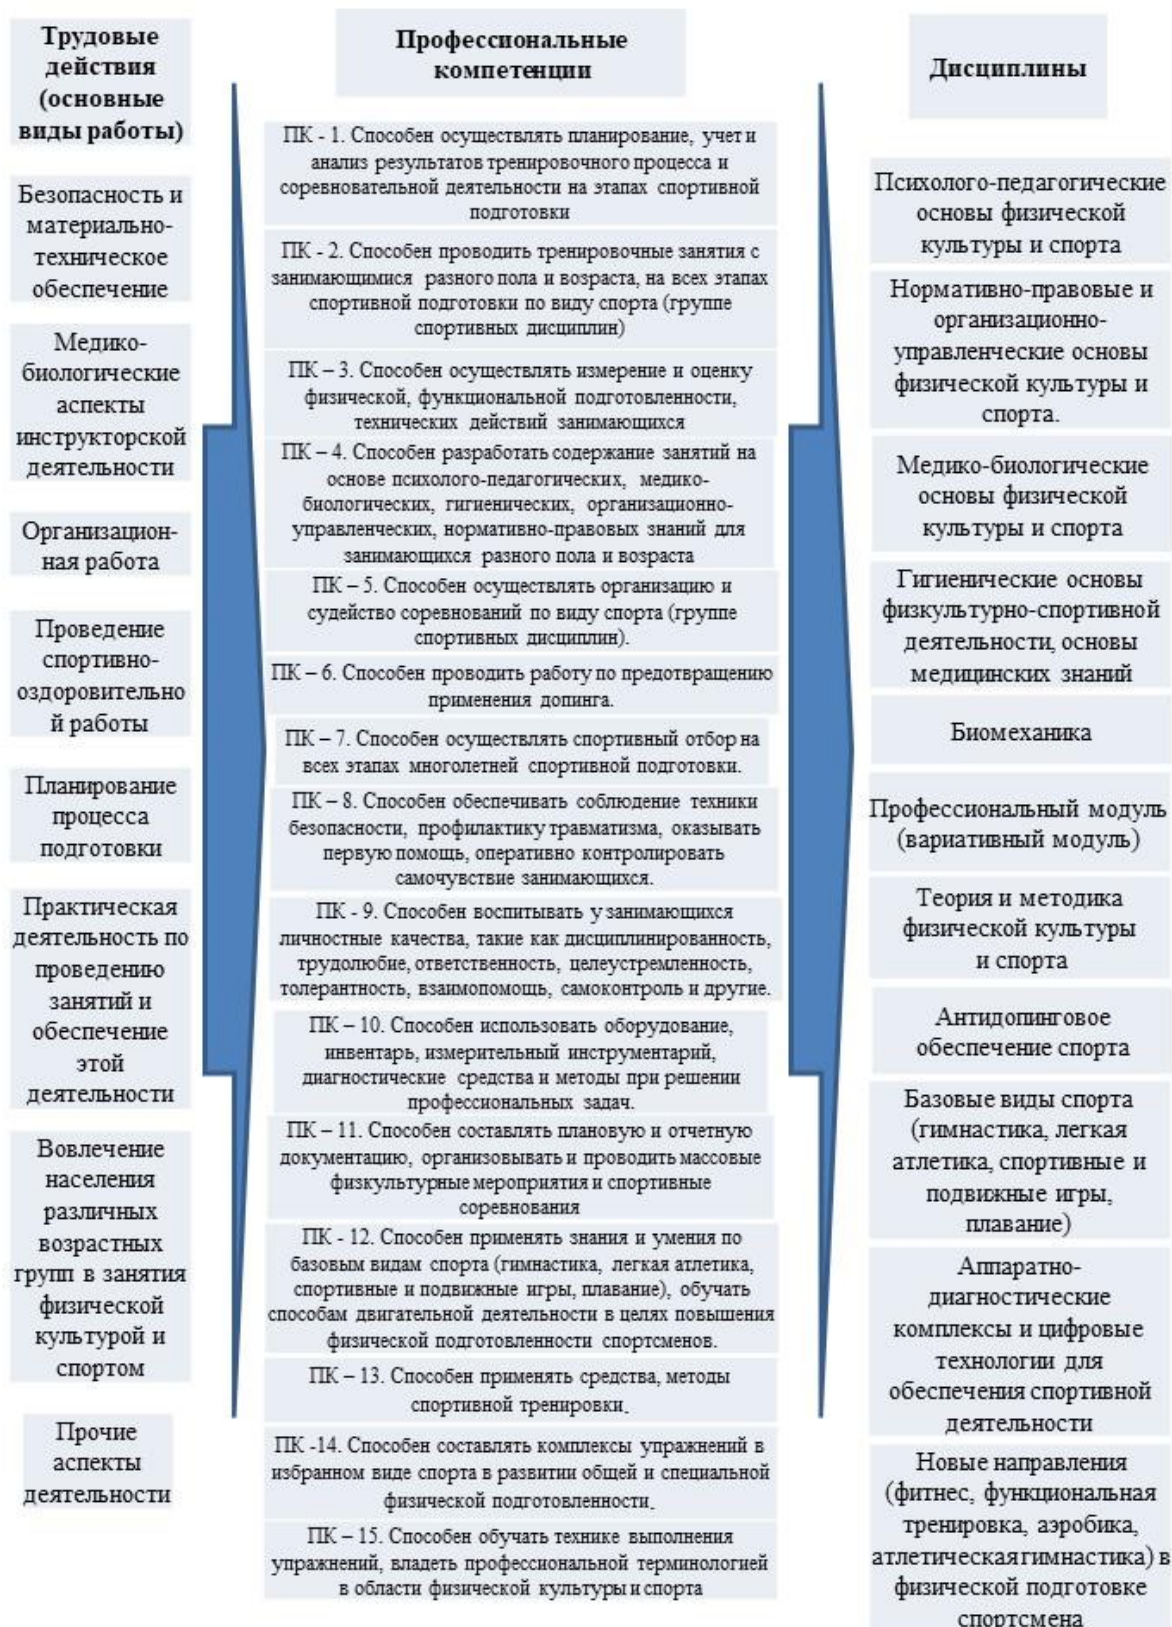 Трудовые
действия
(основные
виды работы)
Безопасность и
материально-
техническое
обеспечение
Медико-
биологические
аспекты
инструкторской
деятельности
Организацион-
ная работа
Проведение
спортивно-
оздоровительно
й работы
Планирование
процесса
подготовки
Практическая
деятельность по
проведению
занятий и
обеспечение
этой
деятельности
Вовлечение
населения
различных
возрастных
групп в занятия
физической
культурой и
спортом
Прочие
аспекты
деятельности
Профессиональные
компетенции
ПК - 1. Способен осуществлять планирование, учет и
анализ результатов тренировочного процесса и
соревновательной деятельности на этапах спортивной
подготовки
ПК - 2. Способен проводить тренировочные занятия с
занимающимися разного пола и возраста, на всех этапах
спортивной подготовки по виду спорта (группе
спортивных дисциплин)
ПК – 3. Способен осуществлять измерение и оценку
физической, функциональной подготовленности,
технических действий занимающихся
ПК – 4. Способен разработать содержание занятий на
основе психолого-педагогических, медико-
биологических, гигиенических, организационно-
управленческих, нормативно-правовых знаний для
занимающихся разного пола и возраста
ПК – 5. Способен осуществлять организацию и
судейство соревнований по виду спорта (группе
спортивных дисциплин).
ПК – 6. Способен проводить работу по предотвращению
применения допинга.
ПК – 7. Способен осуществлять спортивный отбор на
всех этапах многолетней спортивной подготовки.
ПК – 8. Способен обеспечивать соблюдение техники
безопасности, профилактику травматизма, оказывать
первую помощь, оперативно контролировать
самочувствие занимающихся.
ПК - 9. Способен воспитывать у занимающихся
личностные качества, такие как дисциплинированность,
трудолюбие, ответственность, целеустремленность,
толерантность, взаимопомощь, самоконтроль и другие.
ПК – 10. Способен использовать оборудование,
инвентарь, измерительный инструментарий,
диагностические средства и методы при решении
профессиональных задач.
ПК – 11. Способен составлять плановую и отчетную
документацию, организовывать и проводить массовые
физкультурные мероприятия и спортивные
соревнования
ПК - 12. Способен применять знания и умения по
базовым видам спорта (гимнастика, легкая атлетика,
спортивные и подвижные игры, плавание), обучать
способам двигательной деятельности в целях повышения
физической подготовленности спортсменов.
ПК – 13. Способен применять средства, методы
спортивной тренировки.
ПК -14. Способен составлять комплексы упражнений в
избранном виде спорта в развитии общей и специальной
физической подготовленности.
ПК – 15. Способен обучать технике выполнения
упражнений, владеть профессиональной терминологией
в области физической культуры и спорта
Дисциплины
Психолого-педагогические
основы физической
культуры и спорта
Нормативно-правовые и
организационно-
управленческие основы
физической культуры и
спорта.
Медико-биологические
основы физической
культуры и спорта
Гигиенические основы
физкультурно-спортивной
деятельности, основы
медицинских знаний
Биомеханика
Профессиональный модуль
(вариативный модуль)
Теория и методика
физической культуры
и спорта
Антидопинговое
обеспечение спорта
Базовые виды спорта
(гимнастика, легкая
атлетика, спортивные и
подвижные игры,
плавание)
Аппаратно-
диагностические
комплексы и цифровые
технологии для
обеспечения спортивной
деятельности
Новые направления
(фитнес, функциональная
тренировка, аэробика,
атлетическая гимнастика) в
физической подготовке
спортсмена